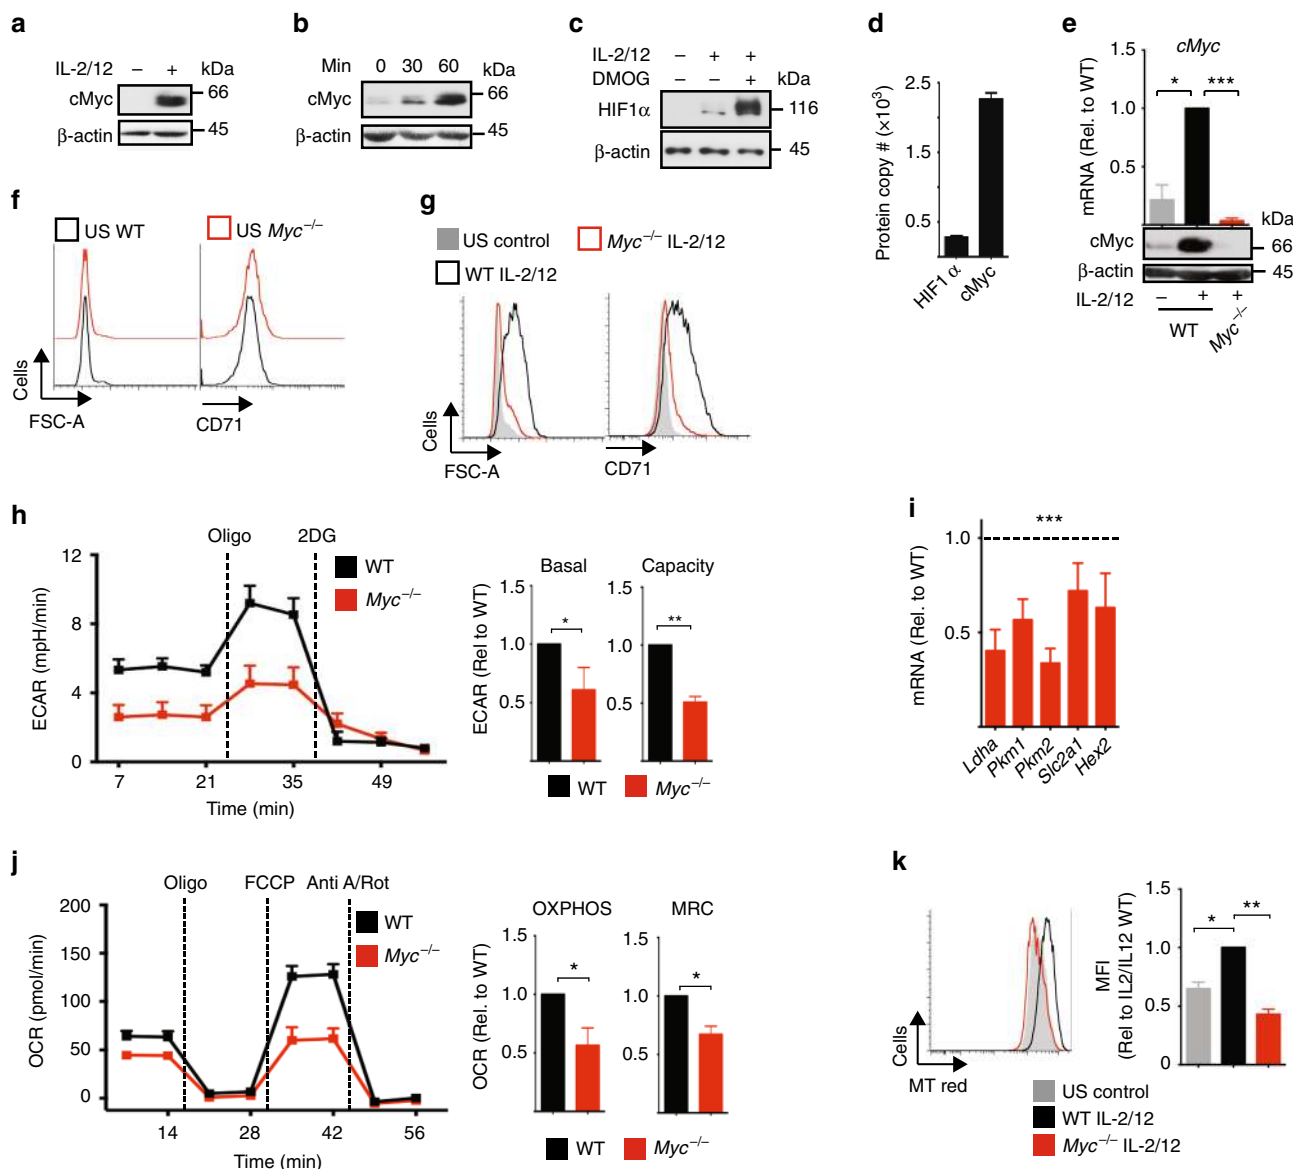 a
IL-2/12 – + kDa
cMyc 66
β-actin 45
b
Min 0 30 60 kDa
cMyc 66
β-actin 45
c
IL-2/12 – + +
DMOG – – + kDa
HIF1α 116
β-actin 45
d
Protein copy # (×10³)
2.5
1.5
0.5
HIF1 α
cMyc
e
cMyc
mRNA (Rel. to WT)
1.5
1.0
0.5
* ***
kDa
cMyc 66
β-actin 45
IL-2/12 – + +
WT Myc⁻/⁻
f
US WT US Myc⁻/⁻
Cells
FSC-A CD71
g
US control Myc⁻/⁻ IL-2/12
WT IL-2/12
Cells
FSC-A CD71
h
Oligo 2DG
WT
Myc⁻/⁻
ECAR (mpH/min)
12
8
4
0
7 21 35 49
Time (min)
Basal Capacity
ECAR (Rel to WT)
1.5 1.5
1.0 1.0
0.5 0.5
* **
WT Myc⁻/⁻
i
mRNA (Rel. to WT)
***
1.0
0.5
Ldha
Pkm1
Pkm2
Slc2a1
Hex2
j
Oligo FCCP Anti A/Rot
WT
Myc⁻/⁻
OCR (pmol/min)
200
150
100
50
0
14 28 42 56
Time (min)
OXPHOS MRC
OCR (Rel. to WT)
1.5 1.5
1.0 1.0
0.5 0.5
* *
WT Myc⁻/⁻
k
Cells
MT red
MFI
(Rel to IL2/IL12 WT)
1.5
1.0
0.5
0
* **
US control
WT IL-2/12
Myc⁻/⁻ IL-2/12